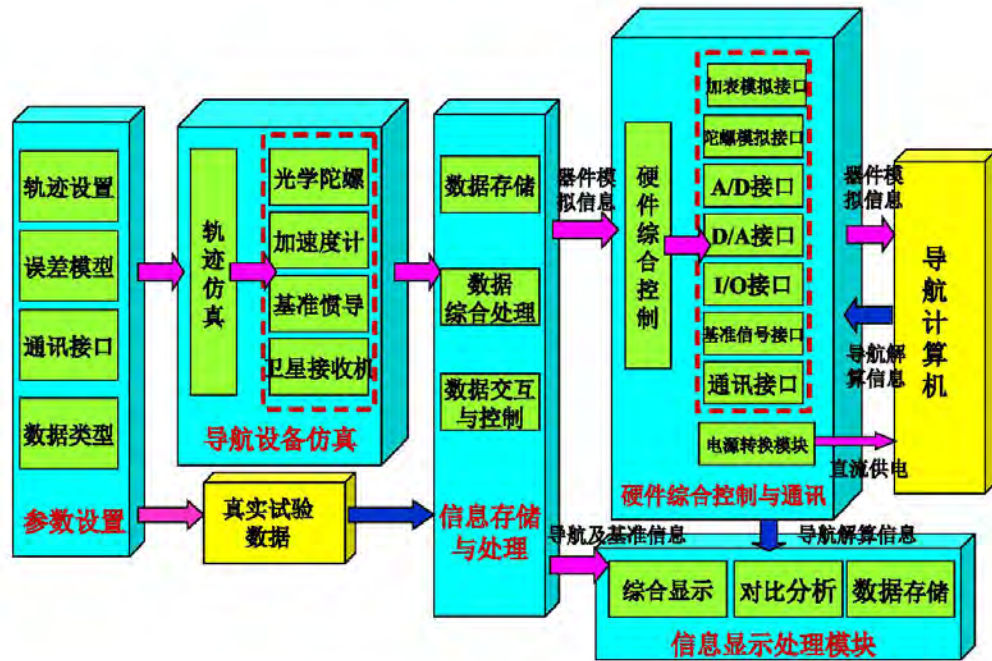 轨迹设置
误差模型
通讯接口
数据类型
参数设置
轨
迹
仿
真
光学陀螺
加速度计
基准惯导
卫星接收机
导航设备仿真
真实试验
数据
数据存储
数据
综合处理
数据交互
与控制
信息存储
与处理
器件模
拟信息
硬
件
综
合
控
制
加表模拟接口
陀螺模拟接口
A/D接口
D/A接口
I/O接口
基准信号接口
通讯接口
电源转换模块
硬件综合控制与通讯
器件模
拟信息
导航解
算信息
直流供电
导
航
计
算
机
导航及基准信息
导航解算信息
综合显示
对比分析
数据存储
信息显示处理模块